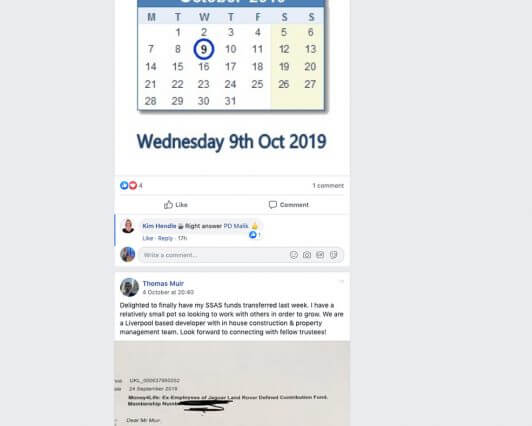 October 2019
M T W T F S S
1 2 3 4 5 6
7 8 9 10 11 12 13
14 15 16 17 18 19 20
21 22 23 24 25 26 27
28 29 30 31
Wednesday 9th Oct 2019
4
1 comment
Like
Comment
Kim Hendle Right answer PD Malik
1
Like · Reply · 17h
Write a comment...
Thomas Muir
4 October at 20:40
Delighted to finally have my SSAS funds transferred last week. I have a
relatively small pot so looking to work with others in order to grow. We are
a Liverpool based developer with in house construction & property
management team. Look forward to connecting with fellow trustees!
24 September 2019
Money4Life: Ex-Employees of Jaguar Land Rover Defined Contribution Fund.
Membership
Dear Mr Muir,